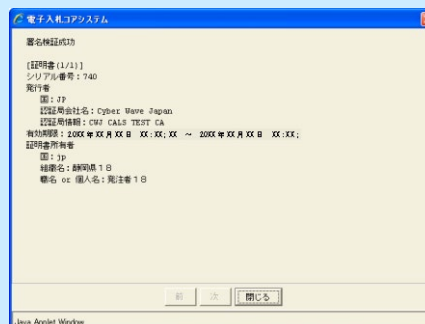 電子入札コアシステム
署名検証成功
[証明書(1/1)]
シリアル番号：740
発行者
国：JP
認証局会社名：Cyber Wave Japan
認証局情報：CWJ CALS TEST CA
有効期限：20XX年XX月XX日 XX:XX;XX ～ 20XX年XX月XX日 XX:XX;
証明書所有者
国：jp
組織名：静岡県１８
職名 or 個人名：発注者１８
前 次 閉じる
Java Applet Window